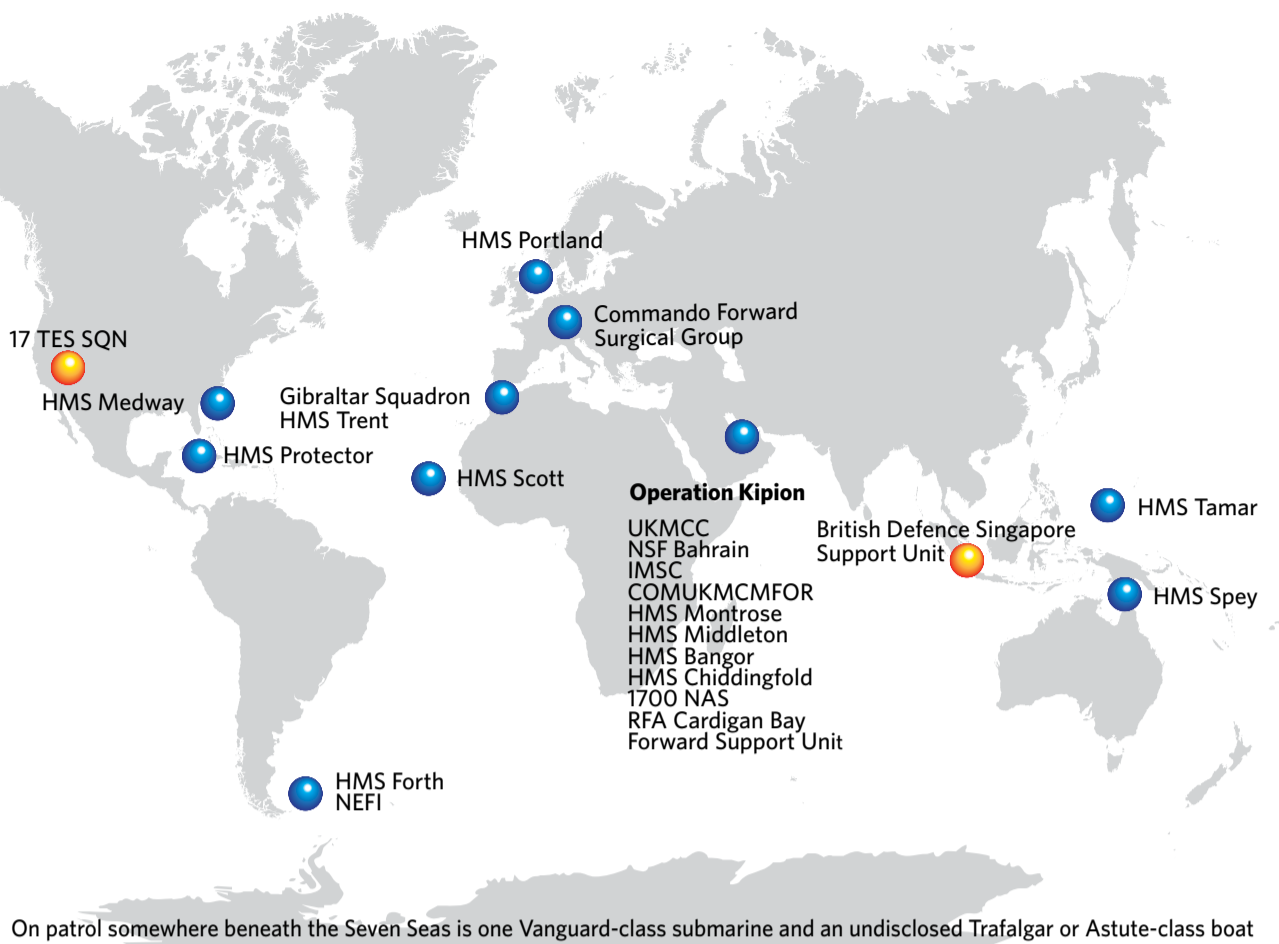 HMS Portland
Commando Forward
Surgical Group
17 TES SQN
HMS Medway
Gibraltar Squadron
HMS Trent
HMS Protector
HMS Scott
Operation Kipion
UKMCC
NSF Bahrain
IMSC
COMUKMCMFOR
HMS Montrose
HMS Middleton
HMS Bangor
HMS Chiddingfold
1700 NAS
RFA Cardigan Bay
Forward Support Unit
British Defence Singapore
Support Unit
HMS Tamar
HMS Spey
HMS Forth
NEFI
On patrol somewhere beneath the Seven Seas is one Vanguard-class submarine and an undisclosed Trafalgar or Astute-class boat